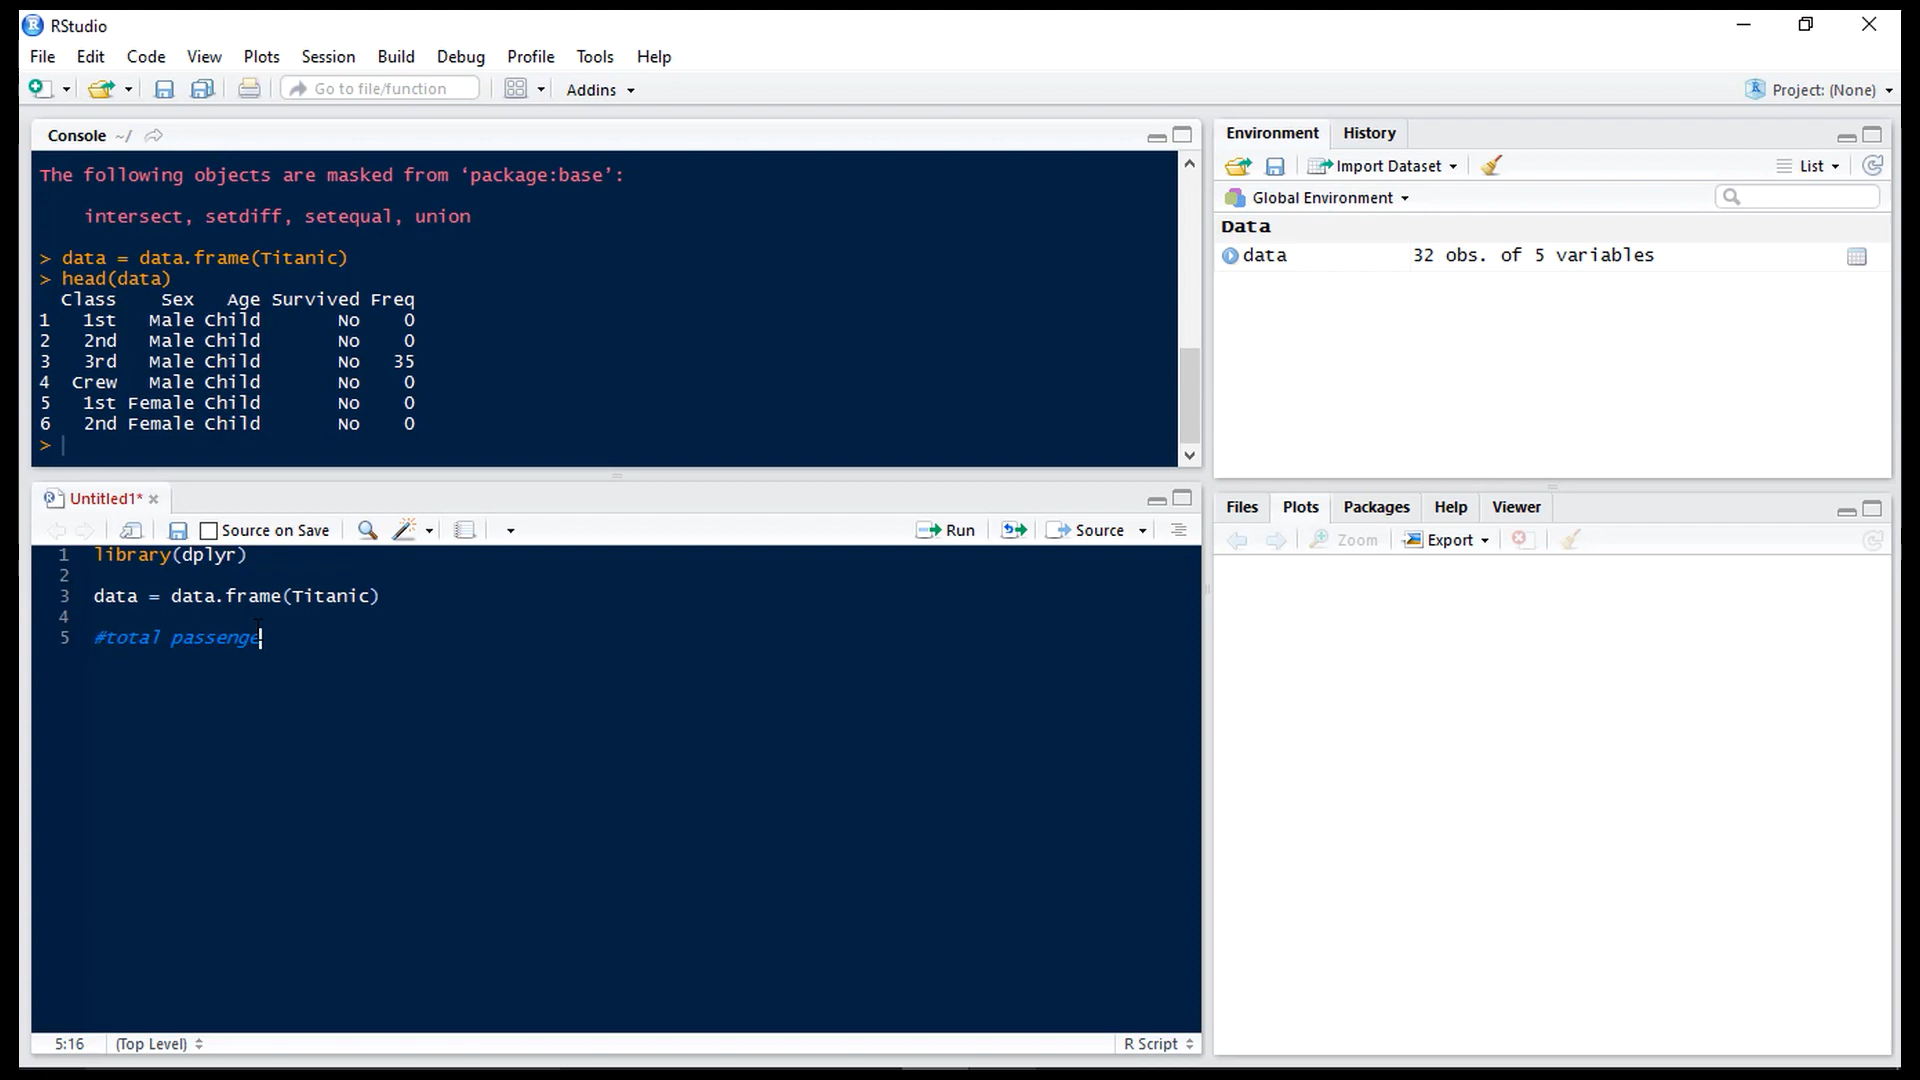 RStudio
File Edit Code View Plots Session Build Debug Profile Tools Help
Go to file/function Addins Project: (None)
Console ~/
The following objects are masked from ‘package:base’:
intersect, setdiff, setequal, union
> data = data.frame(Titanic)
> head(data)
Class Sex Age Survived Freq
1 1st Male Child No 0
2 2nd Male Child No 0
3 3rd Male Child No 35
4 Crew Male Child No 0
5 1st Female Child No 0
6 2nd Female Child No 0
>
Environment History
Import Dataset List
Global Environment
Data
data 32 obs. of 5 variables
Untitled1*
Source on Save Run Source
1 library(dplyr)
2
3 data = data.frame(Titanic)
4
5 #total passenge
5:16 (Top Level) R Script
Files Plots Packages Help Viewer
Zoom Export